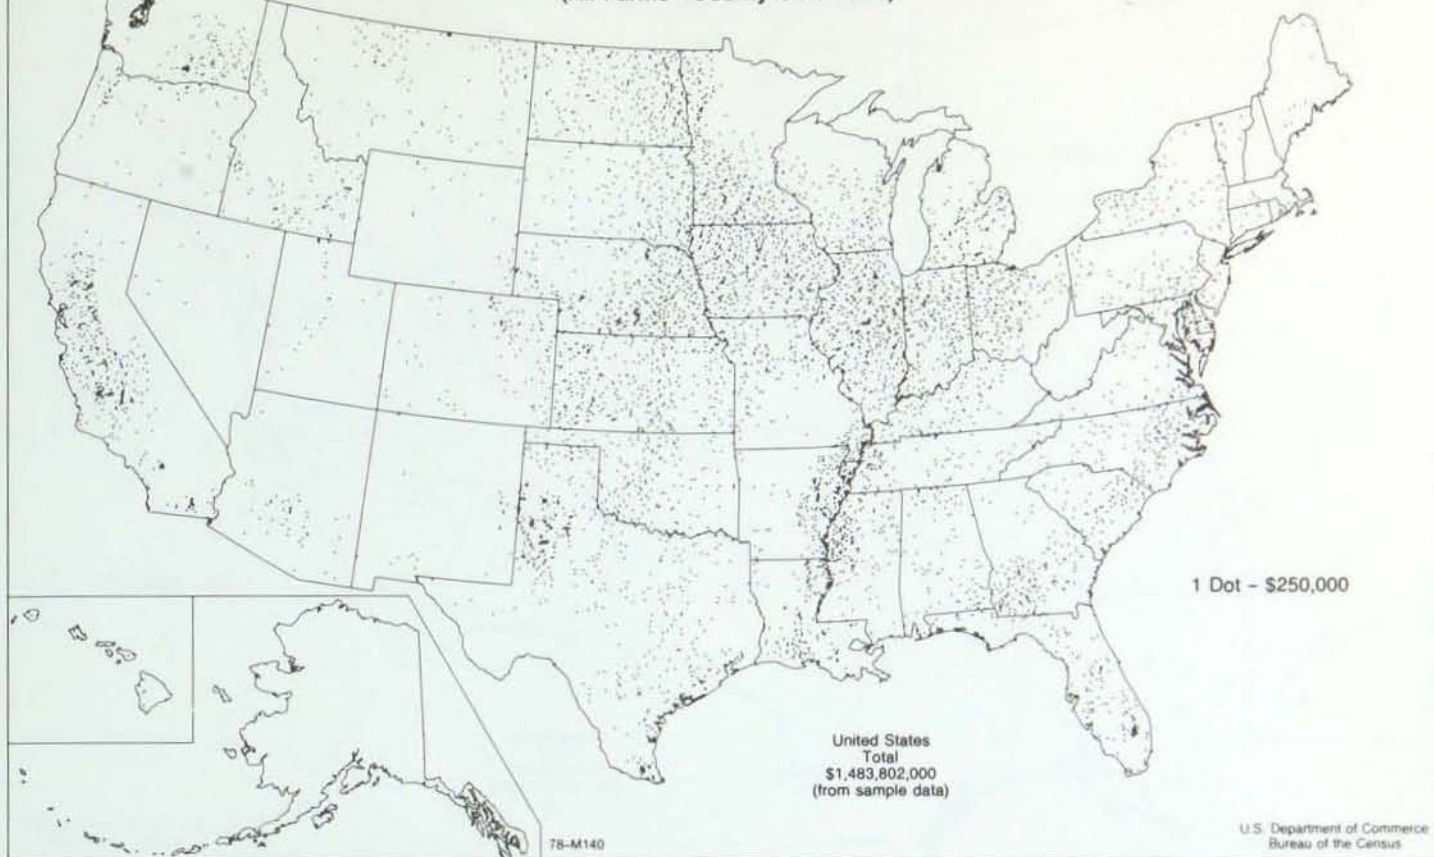 1 Dot - $250,000
United States
Total
$1,483,802,000
(from sample data)
78-M140
U.S. Department of Commerce
Bureau of the Census